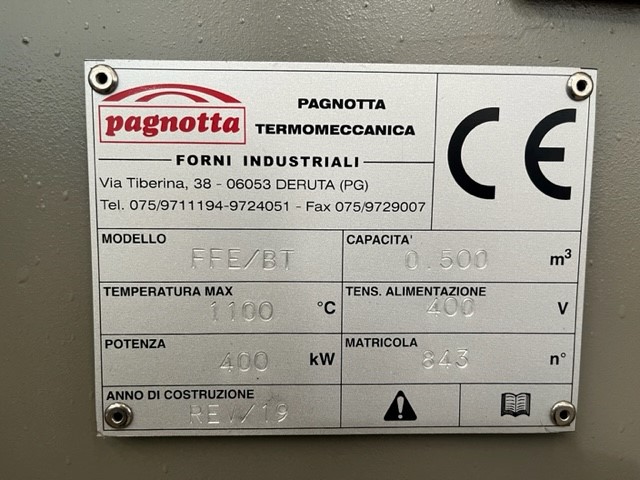 pagnotta
PAGNOTTA
TERMOMECCANICA
FORNI INDUSTRIALI
Via Tiberina, 38 - 06053 DERUTA (PG)
Tel. 075/9711194-9724051 - Fax 075/9729007
CE
MODELLO FFE/BT
CAPACITA' 0.500 m³
TEMPERATURA MAX 1100 °C
TENS. ALIMENTAZIONE 400 V
POTENZA 400 kW
MATRICOLA 843 n°
ANNO DI COSTRUZIONE REV/19